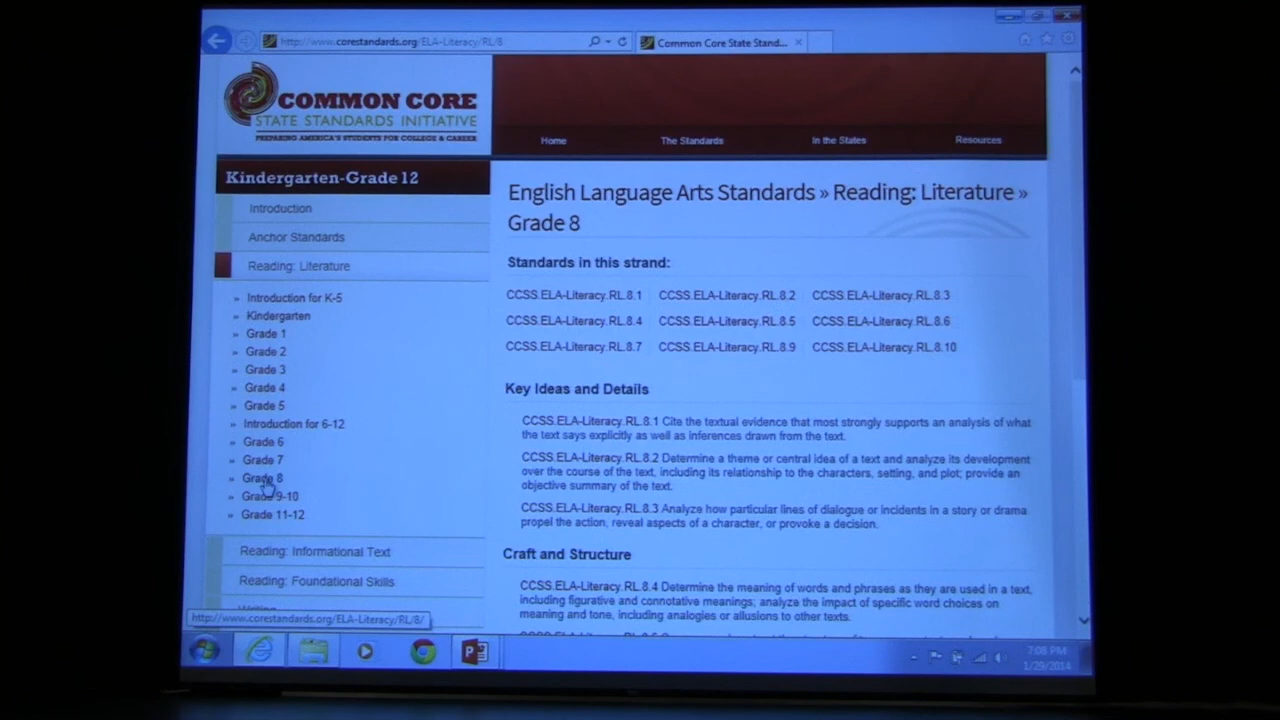 http://www.corestandards.org/ELA-Literacy/RL/8
Common Core State Stand...
COMMON CORE
STATE STANDARDS INITIATIVE
PREPARING AMERICA'S STUDENTS FOR COLLEGE & CAREER
Home
The Standards
In the States
Resources
Kindergarten-Grade 12
Introduction
Anchor Standards
Reading: Literature
» Introduction for K-5
» Kindergarten
» Grade 1
» Grade 2
» Grade 3
» Grade 4
» Grade 5
» Introduction for 6-12
» Grade 6
» Grade 7
» Grade 8
» Grade 9-10
» Grade 11-12
Reading: Informational Text
Reading: Foundational Skills
Writing
http://www.corestandards.org/ELA-Literacy/RL/8/
English Language Arts Standards » Reading: Literature »
Grade 8
Standards in this strand:
CCSS.ELA-Literacy.RL.8.1 CCSS.ELA-Literacy.RL.8.2 CCSS.ELA-Literacy.RL.8.3
CCSS.ELA-Literacy.RL.8.4 CCSS.ELA-Literacy.RL.8.5 CCSS.ELA-Literacy.RL.8.6
CCSS.ELA-Literacy.RL.8.7 CCSS.ELA-Literacy.RL.8.9 CCSS.ELA-Literacy.RL.8.10
Key Ideas and Details
CCSS.ELA-Literacy.RL.8.1 Cite the textual evidence that most strongly supports an analysis of what
the text says explicitly as well as inferences drawn from the text.
CCSS.ELA-Literacy.RL.8.2 Determine a theme or central idea of a text and analyze its development
over the course of the text, including its relationship to the characters, setting, and plot; provide an
objective summary of the text.
CCSS.ELA-Literacy.RL.8.3 Analyze how particular lines of dialogue or incidents in a story or drama
propel the action, reveal aspects of a character, or provoke a decision.
Craft and Structure
CCSS.ELA-Literacy.RL.8.4 Determine the meaning of words and phrases as they are used in a text,
including figurative and connotative meanings; analyze the impact of specific word choices on
meaning and tone, including analogies or allusions to other texts.
7:08 PM
1/29/2014